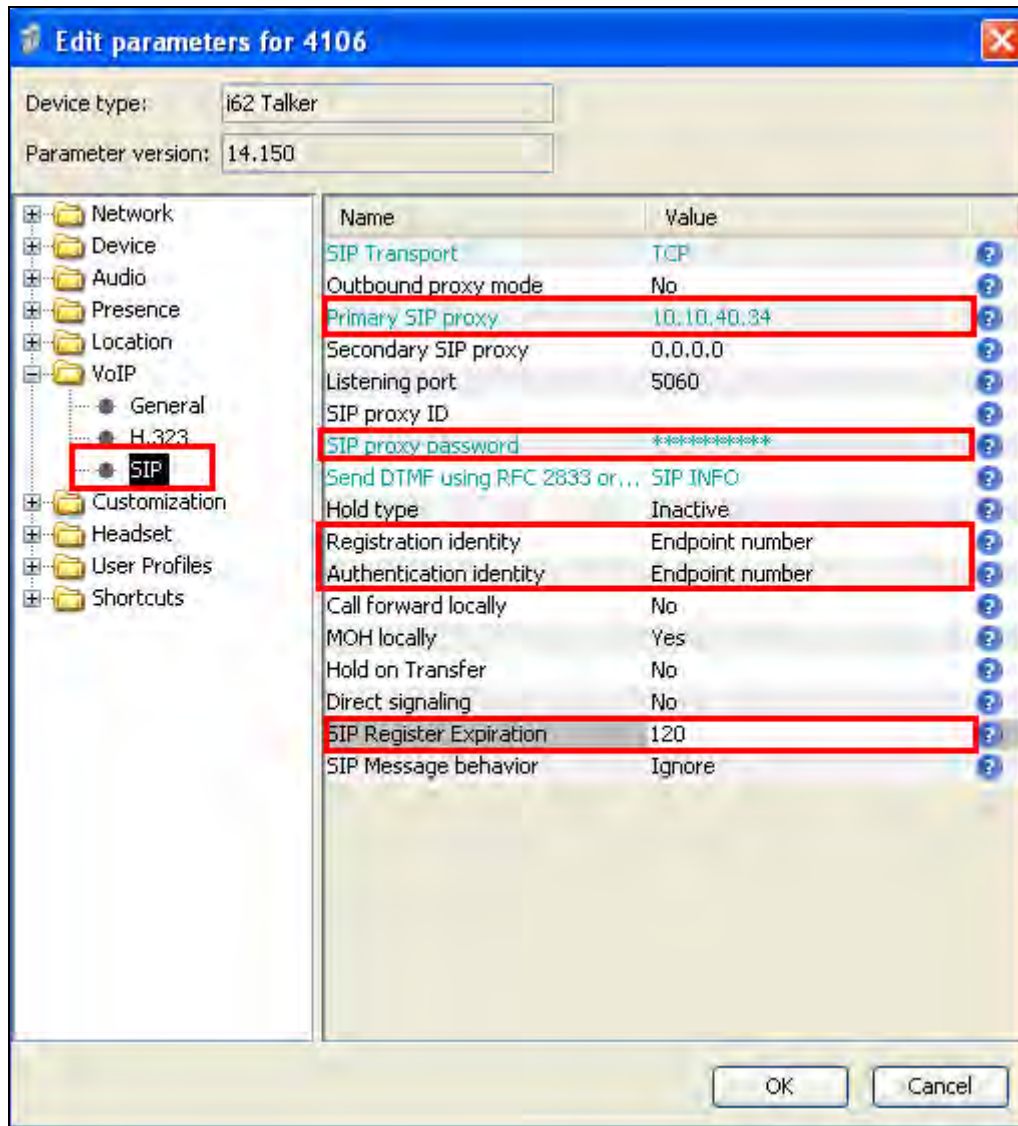 Edit parameters for 4106
Device type: i62 Talker
Parameter version: 14.150
Network
Device
Audio
Presence
Location
VoIP
General
H.323
SIP
Customization
Headset
User Profiles
Shortcuts
Name Value
SIP Transport TCP
Outbound proxy mode No
Primary SIP proxy 10.10.40.34
Secondary SIP proxy 0.0.0.0
Listening port 5060
SIP proxy ID
SIP proxy password **********
Send DTMF using RFC 2833 or... SIP INFO
Hold type Inactive
Registration identity Endpoint number
Authentication identity Endpoint number
Call forward locally No
MOH locally Yes
Hold on Transfer No
Direct signaling No
SIP Register Expiration 120
SIP Message behavior Ignore
OK Cancel